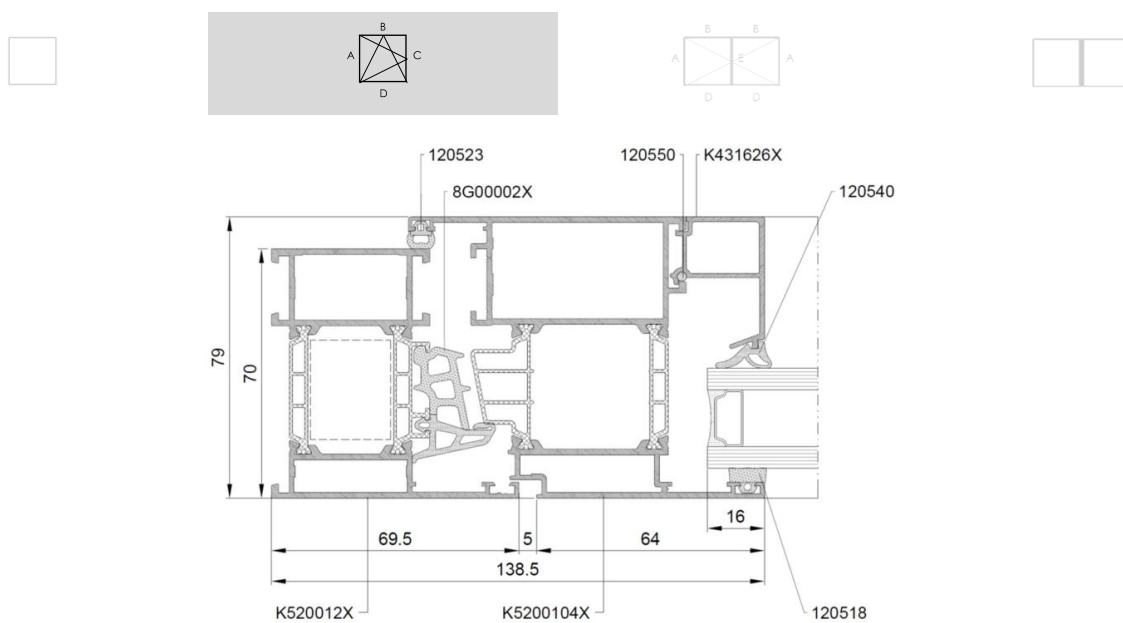 B
A C
D
B B
A E A
D D
120523
120550
K431626X
8G00002X
120540
79
70
16
69.5
5
64
138.5
K520012X
K5200104X
120518